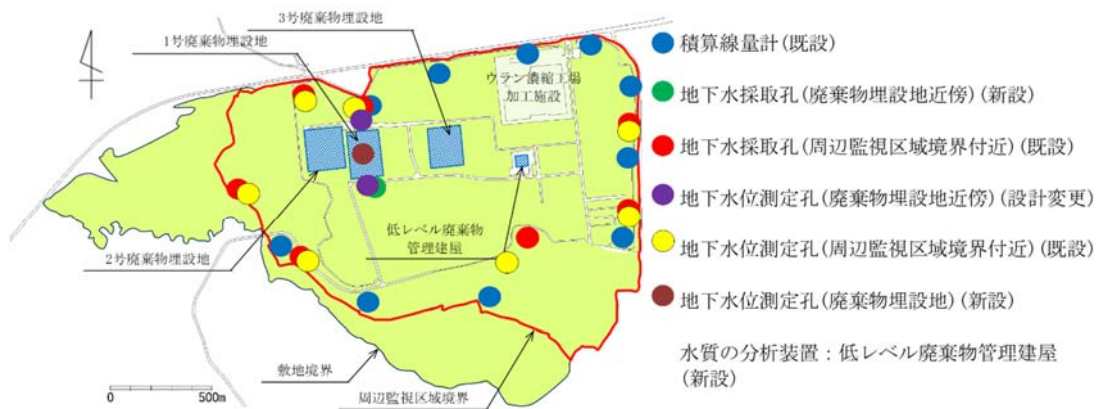 3号廃棄物埋設地
1号廃棄物埋設地
ウラン濃縮工場
加工施設
低レベル廃棄物
管理建屋
2号廃棄物埋設地
敷地境界
周辺監視区域境界
0 500m
積算線量計(既設)
地下水採取孔(廃棄物埋設地近傍)(新設)
地下水採取孔(周辺監視区域境界付近)(既設)
地下水位測定孔(廃棄物埋設地近傍)(設計変更)
地下水位測定孔(周辺監視区域境界付近)(既設)
地下水位測定孔(廃棄物埋設地)(新設)
水質の分析装置：低レベル廃棄物管理建屋
(新設)